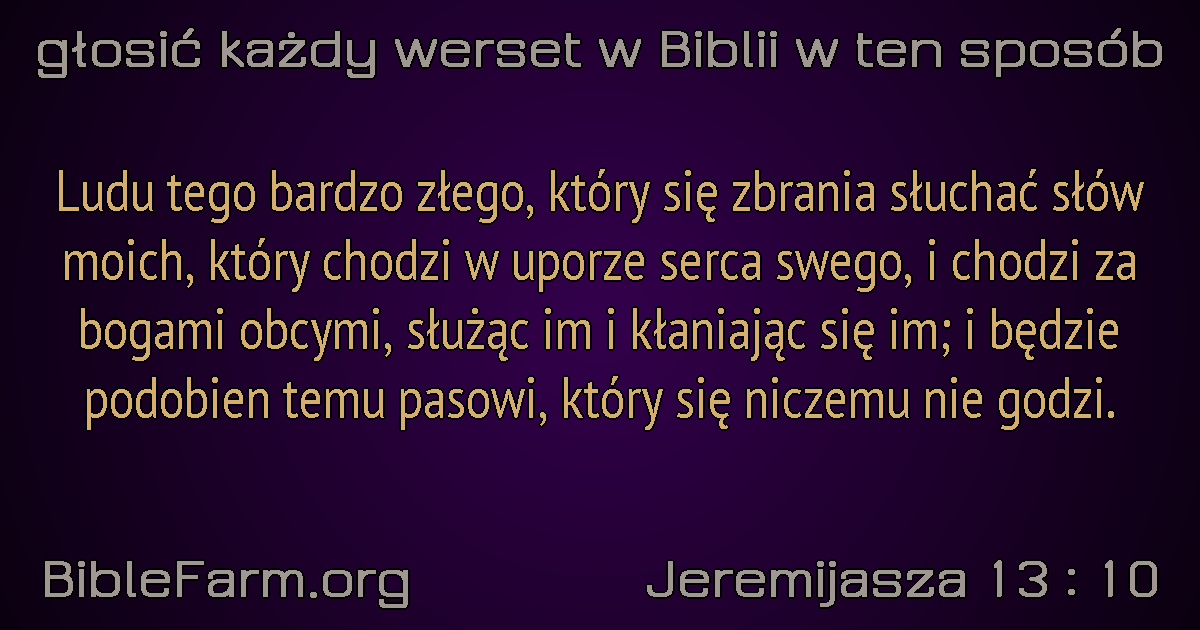 głosić każdy werset w Biblii w ten sposób
Ludu tego bardzo złego, który się zbrania słuchać słów
moich, który chodzi w uporze serca swego, i chodzi za
bogami obcymi, służąc im i kłaniając się im; i będzie
podobien temu pasowi, który się niczemu nie godzi.
BibleFarm.org
Jeremijasza 13 : 10